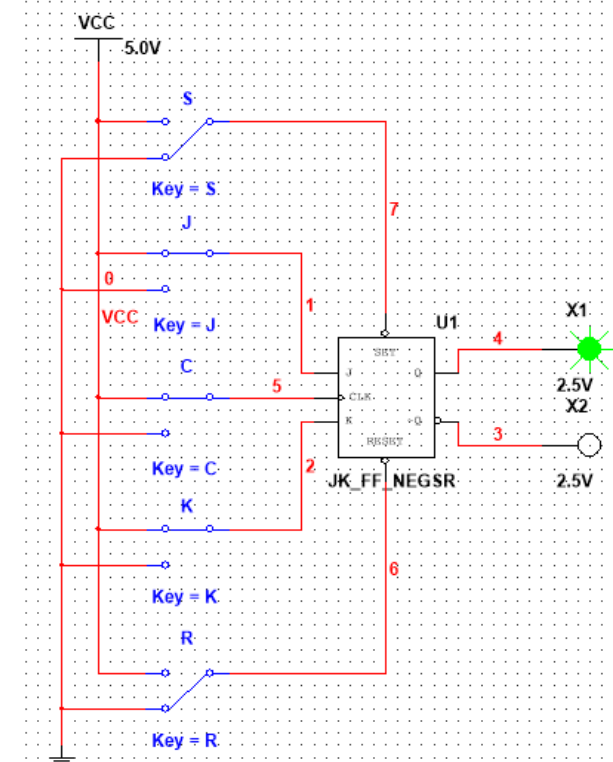 VCC
5.0V
S
Key = S
7
J
0
VCC
Key = J
1
C
5
Key = C
2
K
Key = K
6
R
Key = R
U1
SET
J
Q
CLK
K
~Q
RESET
JK_FF_NEGSR
4
X1
2.5V
X2
3
2.5V